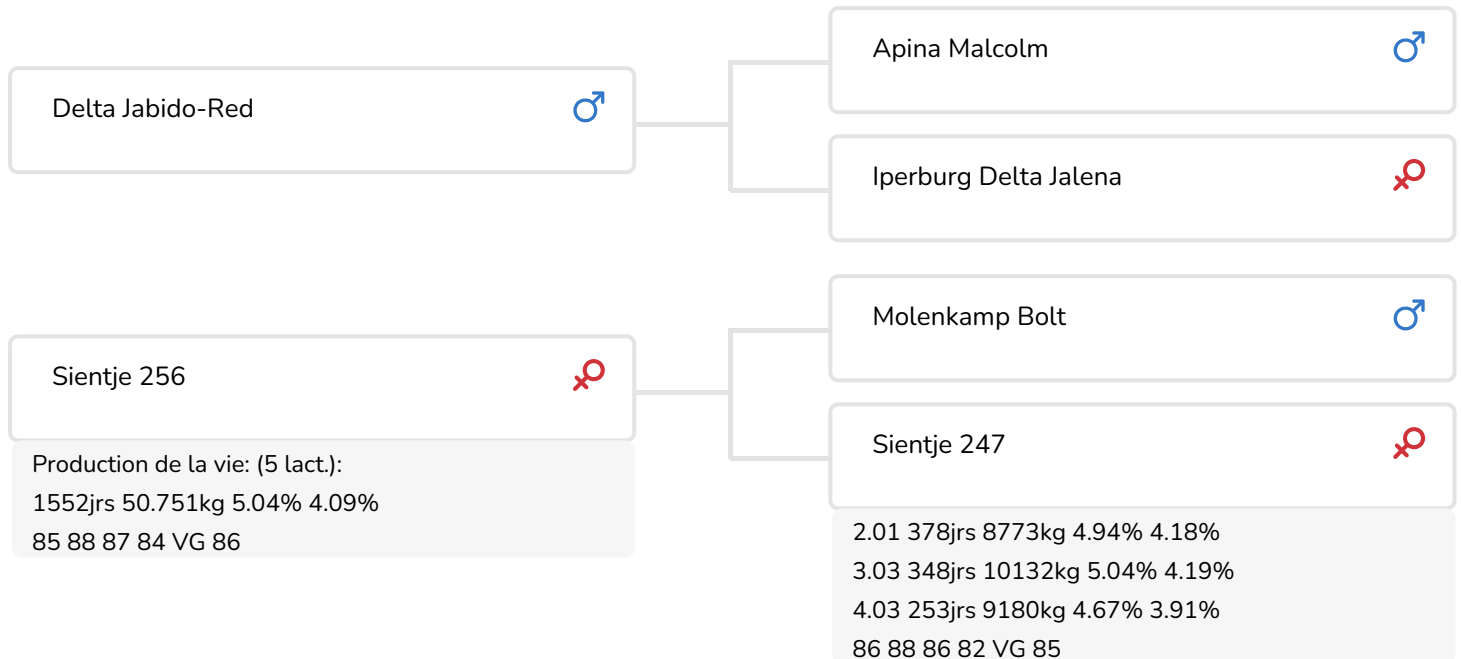 Delta Jabido-Red
Apina Malcolm
Iperburg Delta Jalena
Sientje 256
Production de la vie: (5 lact.):
1552jrs 50.751kg 5.04% 4.09%
85 88 87 84 VG 86
Molenkamp Bolt
Sientje 247
2.01 378jrs 8773kg 4.94% 4.18%
3.03 348jrs 10132kg 5.04% 4.19%
4.03 253jrs 9180kg 4.67% 3.91%
86 88 86 82 VG 85